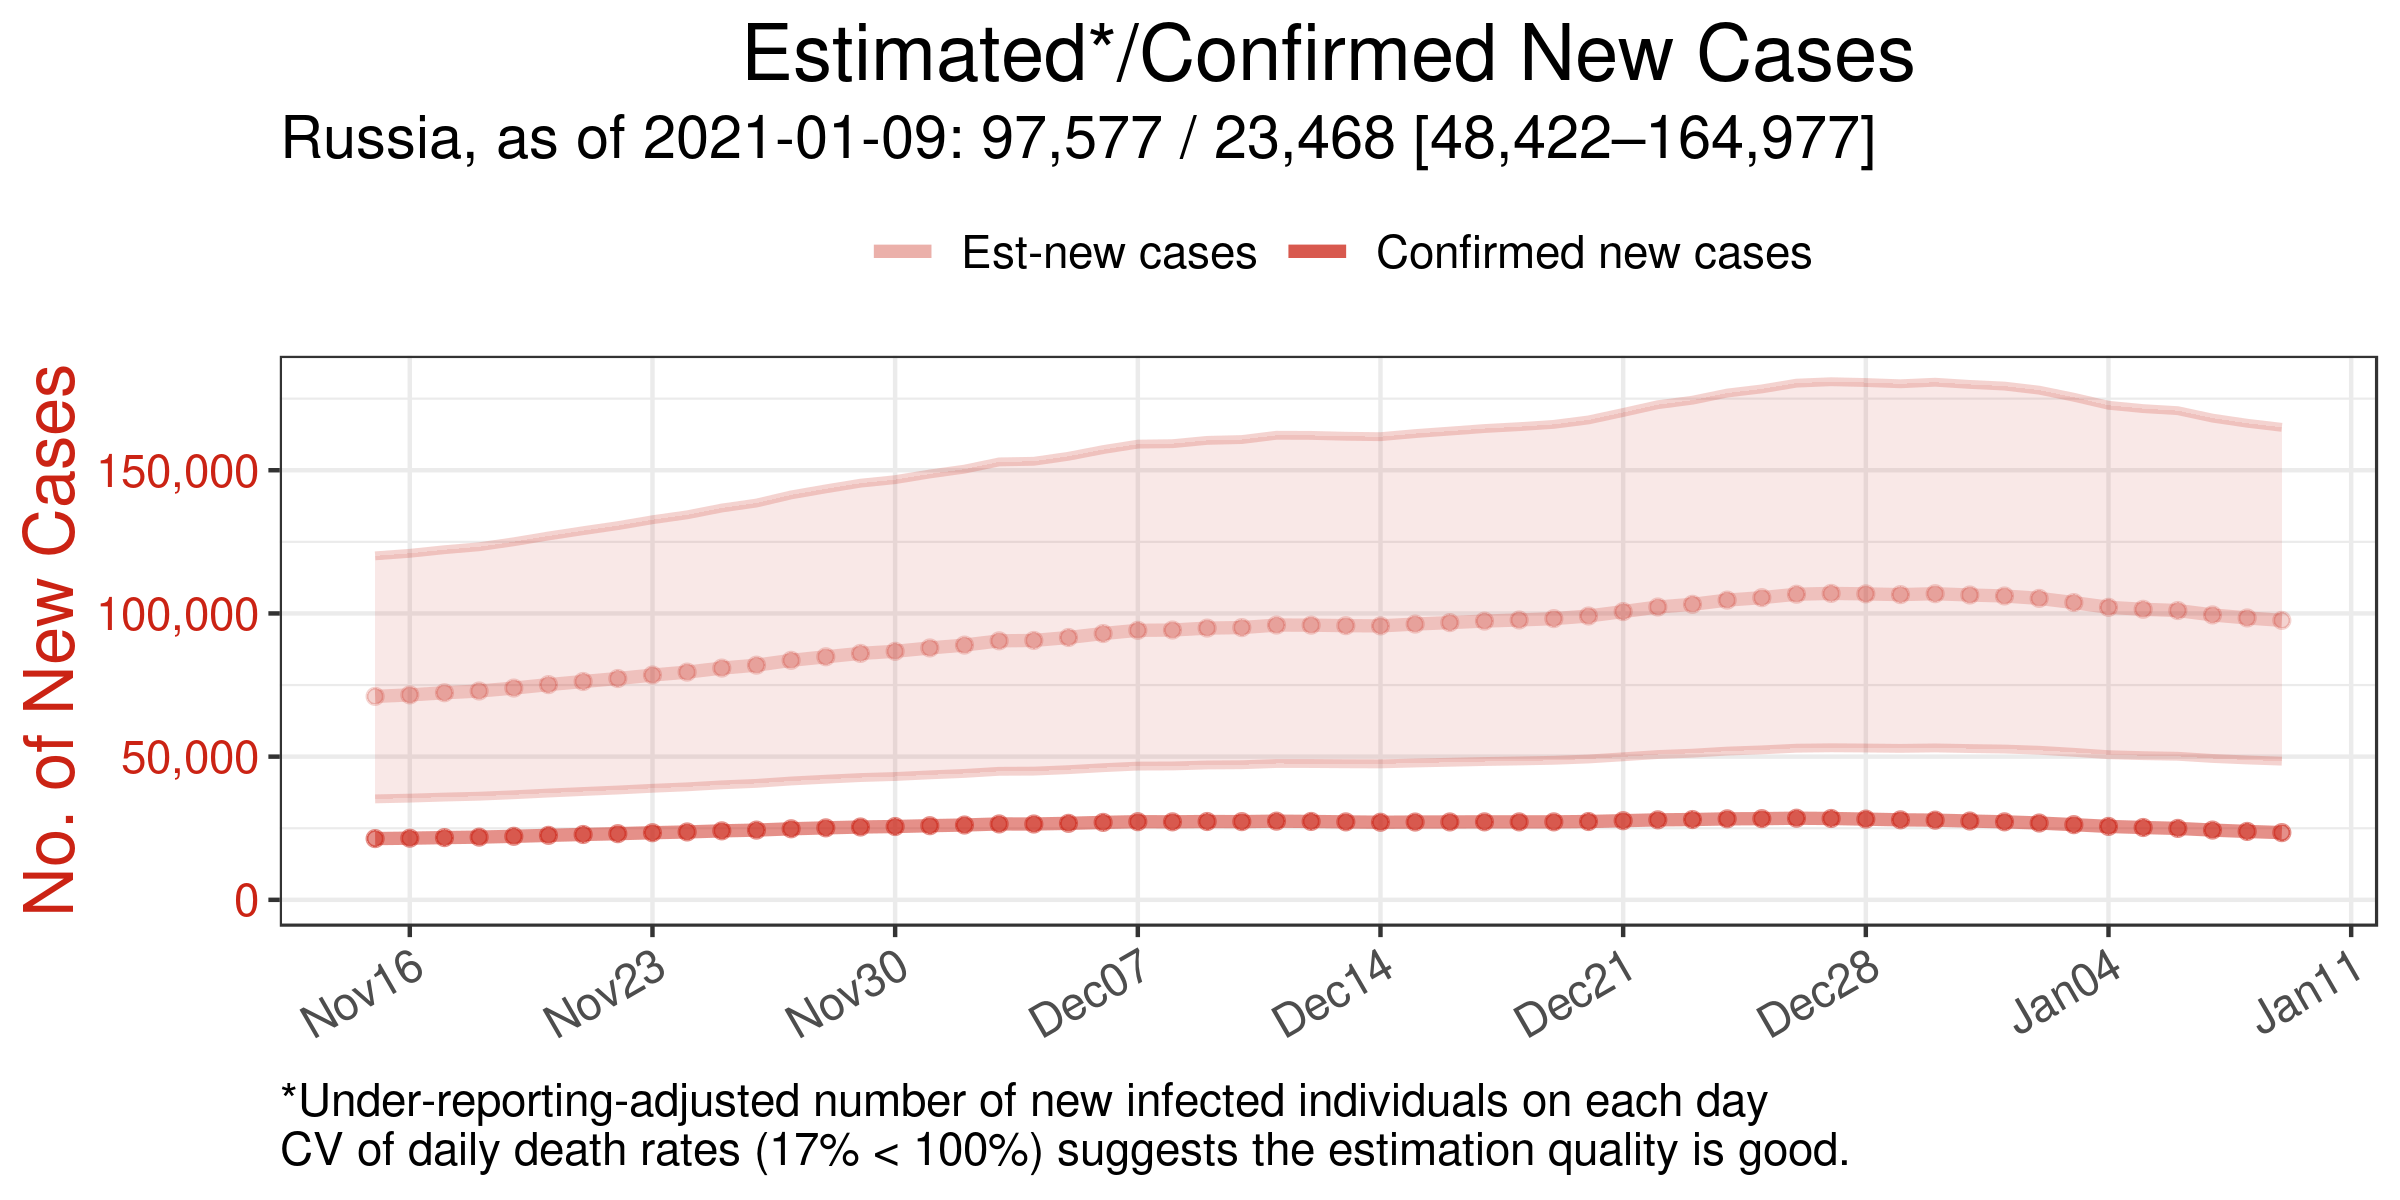 Estimated*/Confirmed New Cases
Russia, as of 2021-01-09: 97,577 / 23,468 [48,422–164,977]
Est-new cases
Confirmed new cases
No. of New Cases
150,000
100,000
50,000
0
Nov16
Nov23
Nov30
Dec07
Dec14
Dec21
Dec28
Jan04
Jan11
*Under-reporting-adjusted number of new infected individuals on each day
CV of daily death rates (17% < 100%) suggests the estimation quality is good.